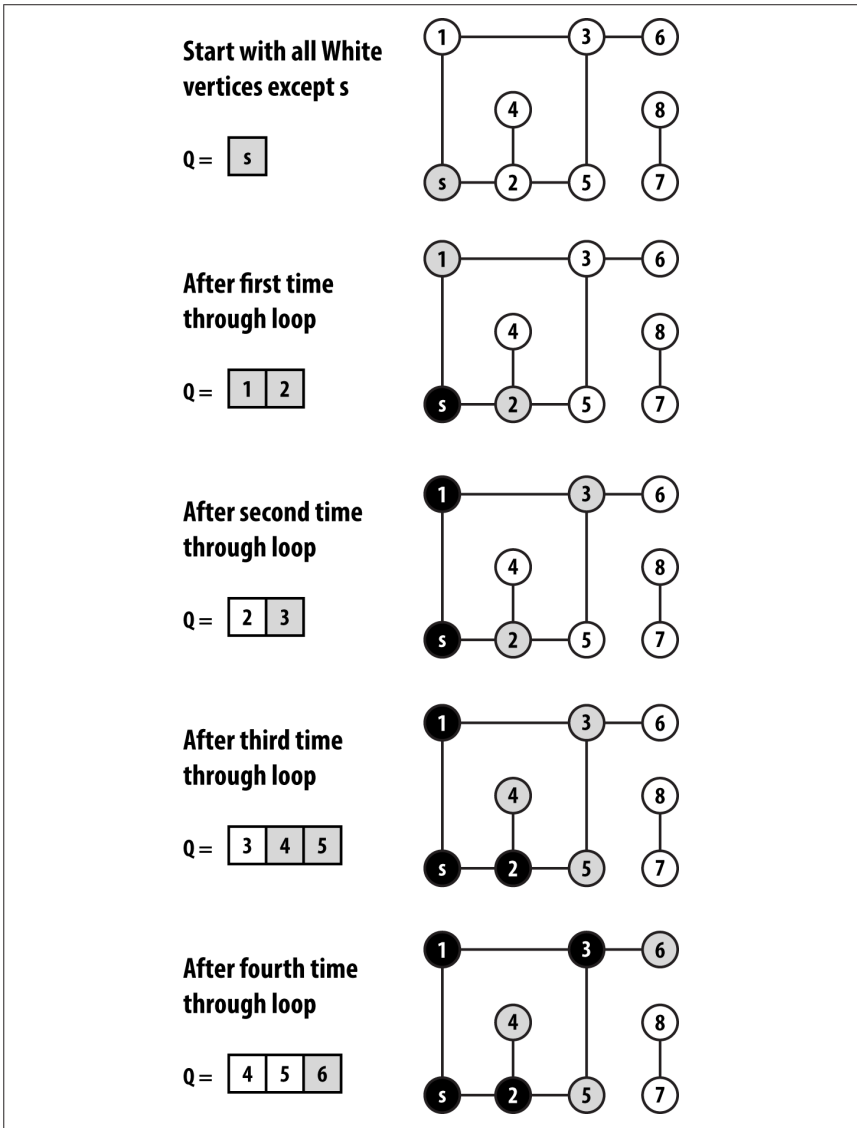 Start with all White
vertices except s
Q = s
1 3 6
4 8
s 2 5 7
After first time
through loop
Q = 1 2
1 3 6
4 8
s 2 5 7
After second time
through loop
Q = 2 3
1 3 6
4 8
s 2 5 7
After third time
through loop
Q = 3 4 5
1 3 6
4 8
s 2 5 7
After fourth time
through loop
Q = 4 5 6
1 3 6
4 8
s 2 5 7